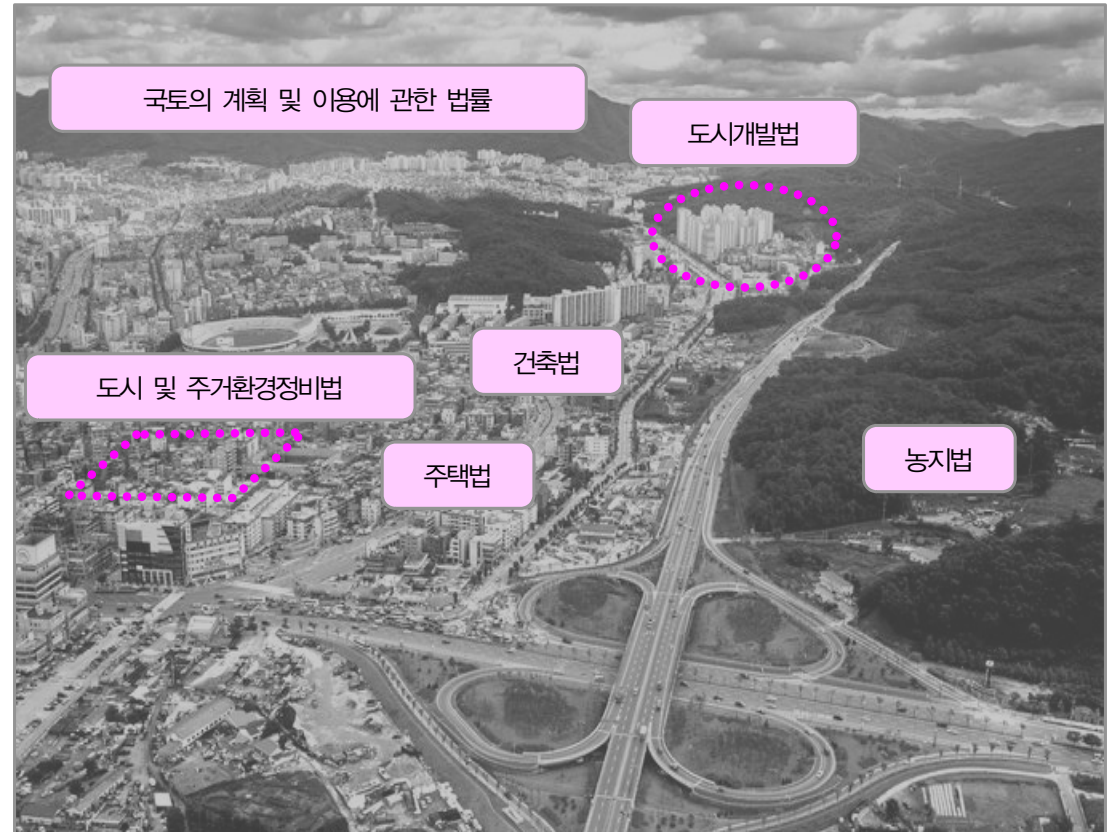 국토의 계획 및 이용에 관한 법률
도시개발법
건축법
도시 및 주거환경정비법
주택법
농지법